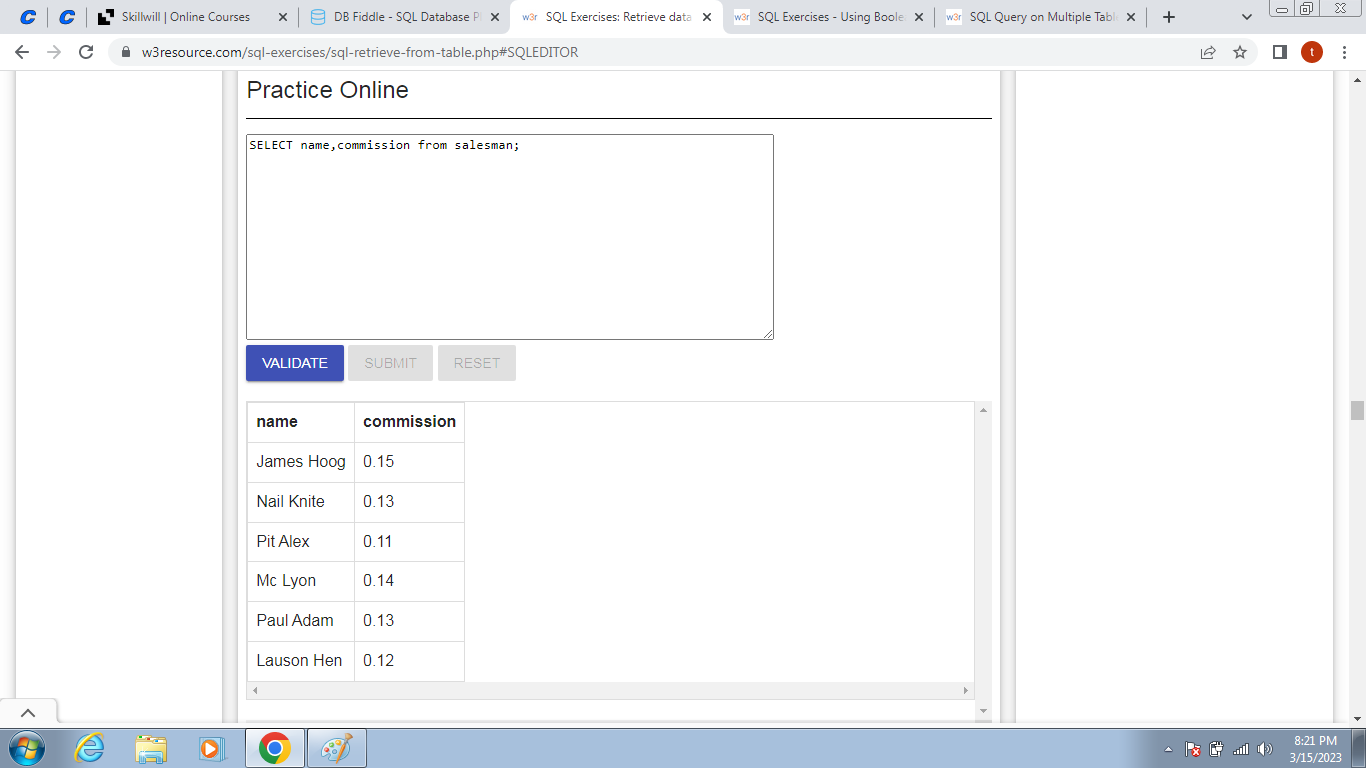 Skillwill | Online Courses
DB Fiddle - SQL Database
SQL Exercises: Retrieve data
SQL Exercises - Using Boole
SQL Query on Multiple Tabl
w3resource.com/sql-exercises/sql-retrieve-from-table.php#SQLEDITOR
t
Practice Online
SELECT name,commission from salesman;
VALIDATE SUBMIT RESET
name commission
James Hoog 0.15
Nail Knite 0.13
Pit Alex 0.11
Mc Lyon 0.14
Paul Adam 0.13
Lauson Hen 0.12
8:21 PM
3/15/2023